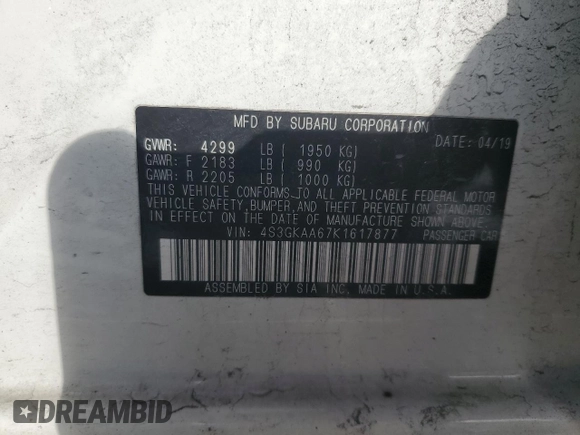 MFD BY SUBARU CORPORATION
GVWR: 4299 LB ( 1950 KG) DATE: 04/19
GAWR: F 2183 LB ( 990 KG)
GAWR: R 2205 LB ( 1000 KG)
THIS VEHICLE CONFORMS TO ALL APPLICABLE FEDERAL MOTOR
VEHICLE SAFETY, BUMPER, AND THEFT PREVENTION STANDARDS
IN EFFECT ON THE DATE OF MANUFACTURE SHOWN ABOVE.
VIN: 4S3GKAA67K1617877 PASSENGER CAR
ASSEMBLED BY SIA INC. MADE IN U.S.A.
DREAMBID